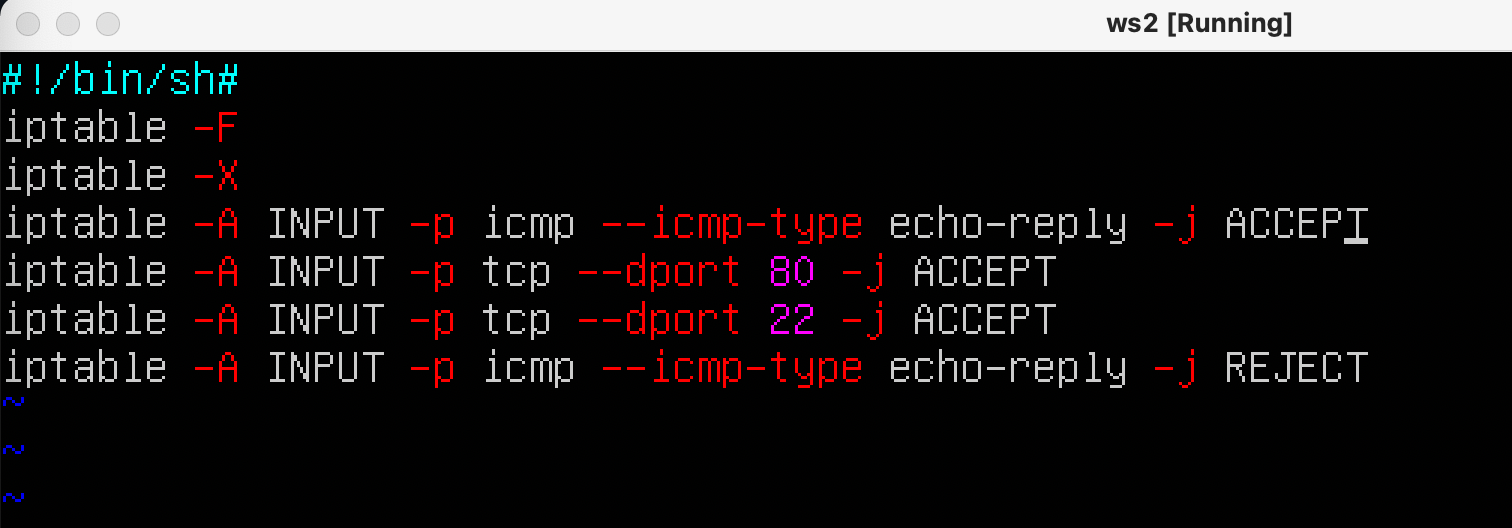 ws2 [Running]
#!/bin/sh#
iptable -F
iptable -X
iptable -A INPUT -p icmp --icmp-type echo-reply -j ACCEPT
iptable -A INPUT -p tcp --dport 80 -j ACCEPT
iptable -A INPUT -p tcp --dport 22 -j ACCEPT
iptable -A INPUT -p icmp --icmp-type echo-reply -j REJECT
~
~
~